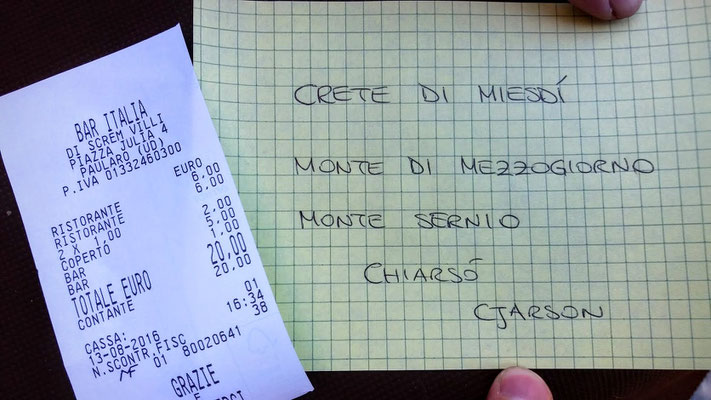 BAR ITALIA
DI SCREM VILLI
PIAZZA JULIA 4
PAULARO (UD)
P.IVA 01332460300
EURO
RISTORANTE 6,00
RISTORANTE 6,00
2 X 1,00
COPERTO 2,00
BAR 5,00
BAR 1,00
TOTALE EURO 20,00
CONTANTE 20,00
CASSA: 01
13-08-2016 16:34
N.SCONTR.FISC 38
MF 01 80020641
GRAZIE
CRETE DI MIESDÍ
MONTE DI MEZZOGIORNO
MONTE SERNIO
CHIARSÓ
CJARSON